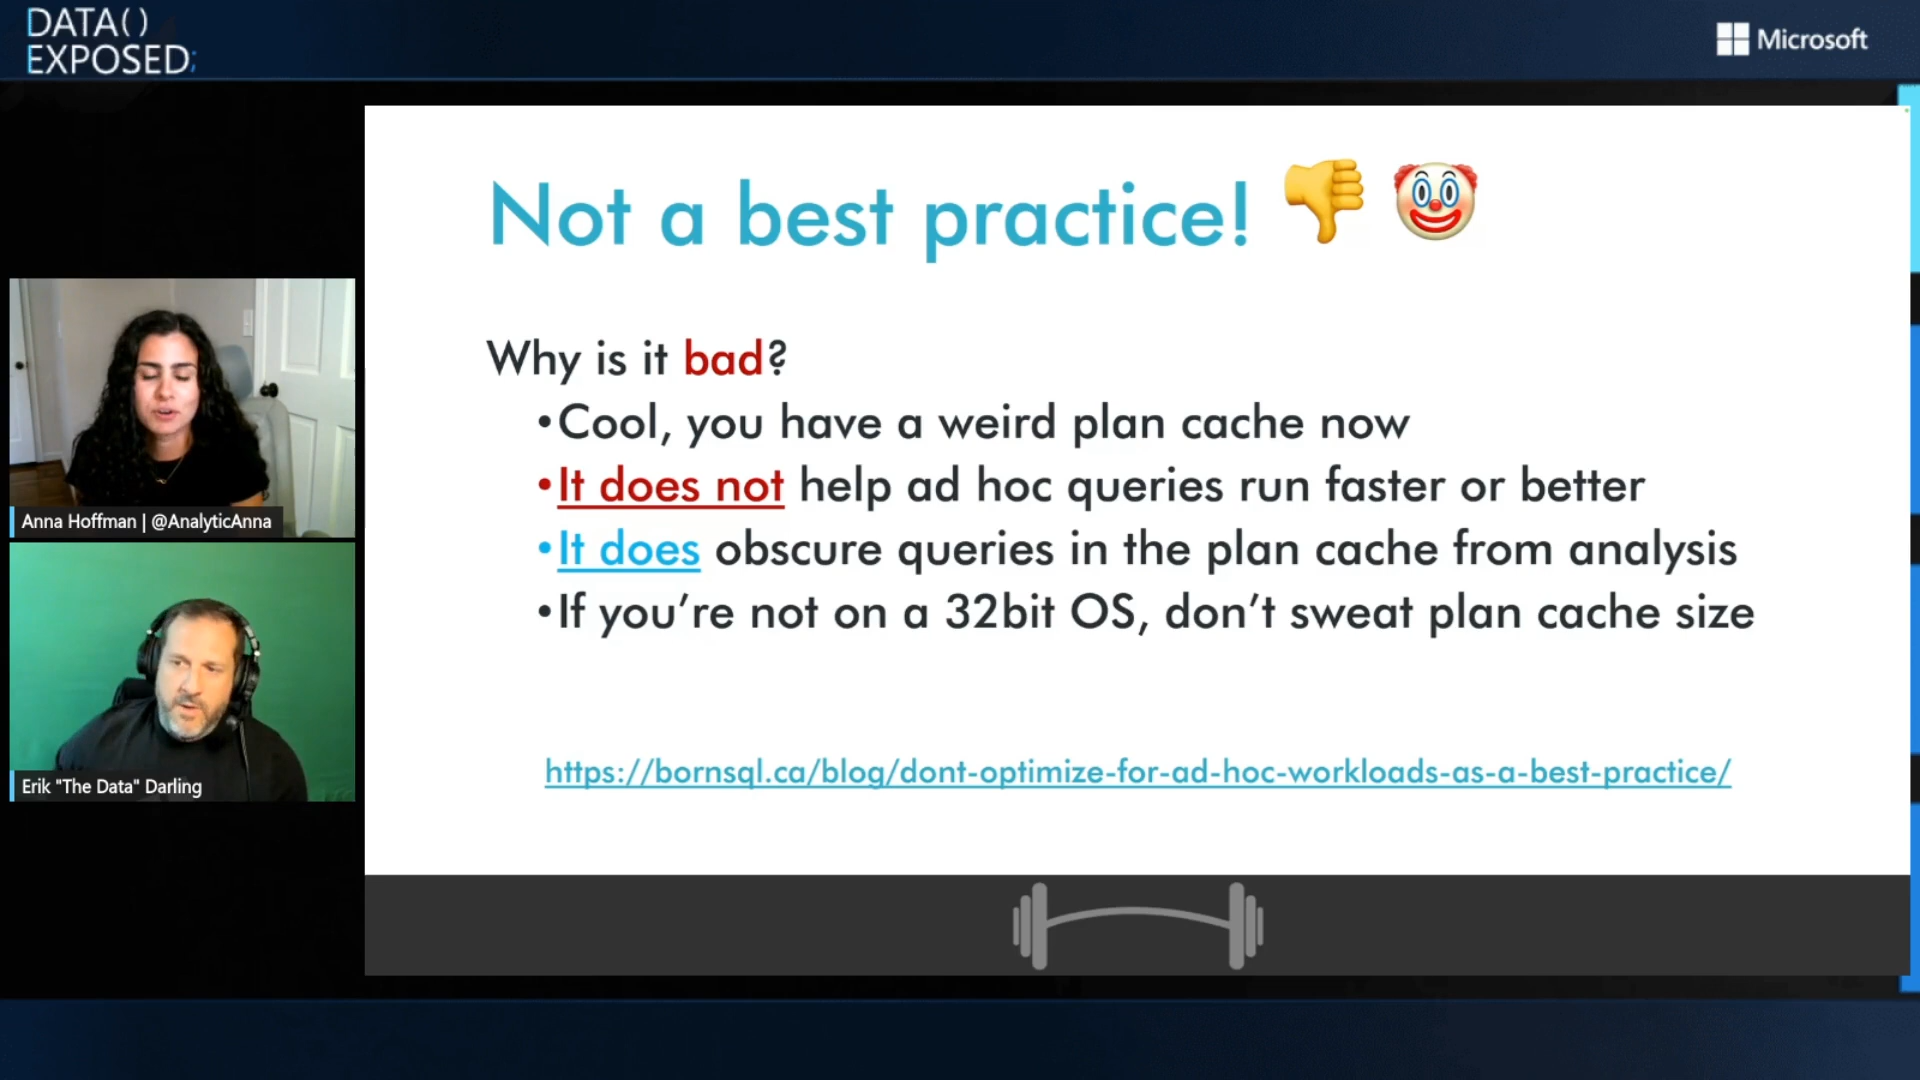 DATA()
EXPOSED;
Microsoft
Not a best practice!
Why is it bad?
•Cool, you have a weird plan cache now
•It does not help ad hoc queries run faster or better
•It does obscure queries in the plan cache from analysis
•If you’re not on a 32bit OS, don’t sweat plan cache size
https://bornsql.ca/blog/dont-optimize-for-ad-hoc-workloads-as-a-best-practice/
Anna Hoffman | @AnalyticAnna
Erik "The Data" Darling